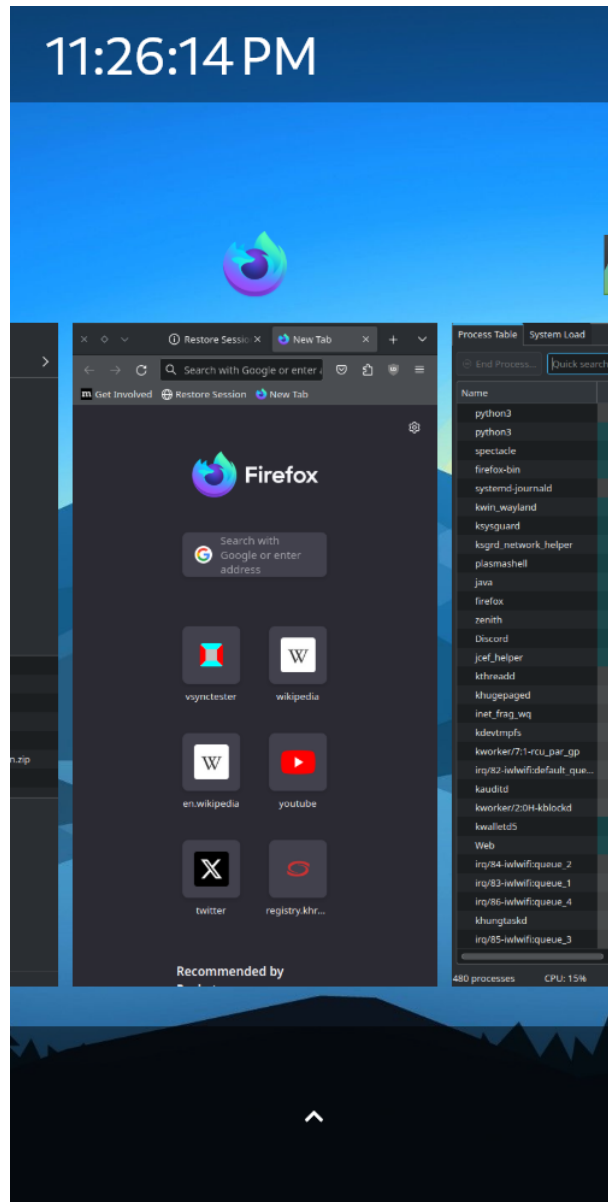 11:26:14 PM
n.zip
Restore Sessio
New Tab
Search with Google or enter a
Get Involved
Restore Session
New Tab
Firefox
Search with
Google or enter
address
vsynctester
wikipedia
en.wikipedia
youtube
twitter
registry.khr...
Recommended by
Process Table
System Load
End Process...
Quick search
Name
python3
python3
spectacle
firefox-bin
systemd-journald
kwin_wayland
ksysguard
ksgrd_network_helper
plasmashell
java
firefox
zenith
Discord
jcef_helper
kthreadd
khugepaged
inet_frag_wq
kdevtmpfs
kworker/7:1-rcu_par_gp
irq/82-iwlwifi:default_que...
kauditd
kworker/2:0H-kblockd
kwalletd5
Web
irq/84-iwlwifi:queue_2
irq/83-iwlwifi:queue_1
irq/86-iwlwifi:queue_4
khungtaskd
irq/85-iwlwifi:queue_3
480 processes
CPU: 15%